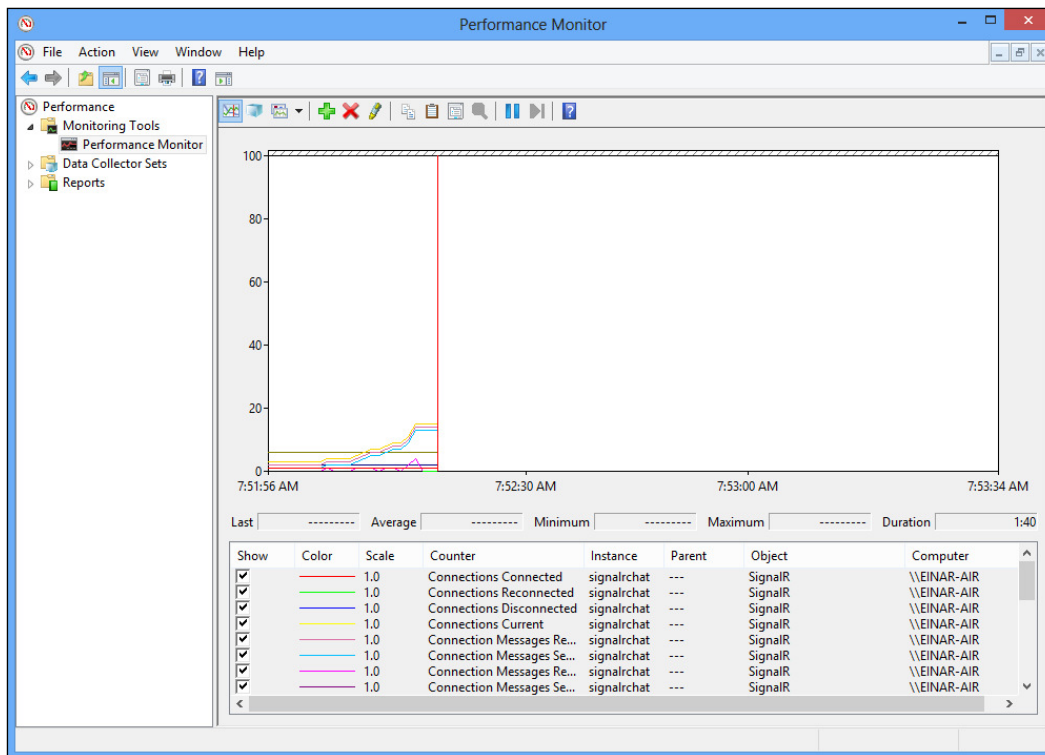 Performance Monitor
File Action View Window Help
Performance
Monitoring Tools
Performance Monitor
Data Collector Sets
Reports
100
80
60
40
20
0
7:51:56 AM 7:52:30 AM 7:53:00 AM 7:53:34 AM
Last --------- Average --------- Minimum --------- Maximum --------- Duration 1:40
Show Color Scale Counter Instance Parent Object Computer
1.0 Connections Connected signalrchat --- SignalR \\EINAR-AIR
1.0 Connections Reconnected signalrchat --- SignalR \\EINAR-AIR
1.0 Connections Disconnected signalrchat --- SignalR \\EINAR-AIR
1.0 Connections Current signalrchat --- SignalR \\EINAR-AIR
1.0 Connection Messages Re... signalrchat --- SignalR \\EINAR-AIR
1.0 Connection Messages Se... signalrchat --- SignalR \\EINAR-AIR
1.0 Connection Messages Re... signalrchat --- SignalR \\EINAR-AIR
1.0 Connection Messages Se... signalrchat --- SignalR \\EINAR-AIR